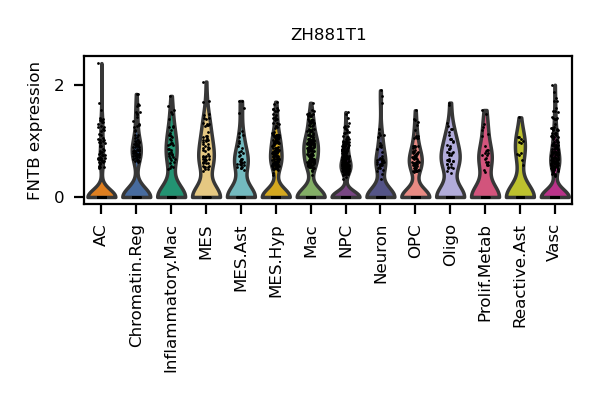 ZH881T1
FNTB expression
2
0
AC
Chromatin.Reg
Inflammatory.Mac
MES
MES.Ast
MES.Hyp
Mac
NPC
Neuron
OPC
Oligo
Prolif.Metab
Reactive.Ast
Vasc